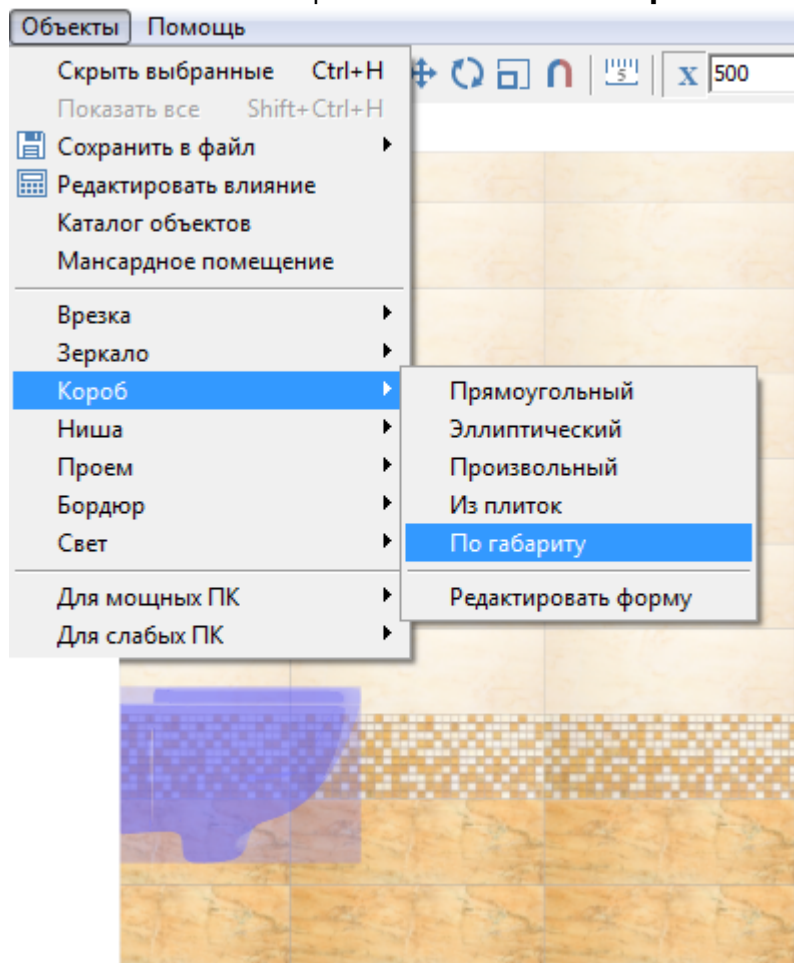 Объекты Помощь
Скрыть выбранные Ctrl+H
Показать все Shift+Ctrl+H
Сохранить в файл
Редактировать влияние
Каталог объектов
Мансардное помещение
Врезка
Зеркало
Короб
Ниша
Проем
Бордюр
Свет
Для мощных ПК
Для слабых ПК
Прямоугольный
Эллиптический
Произвольный
Из плиток
По габариту
Редактировать форму
5
X 500